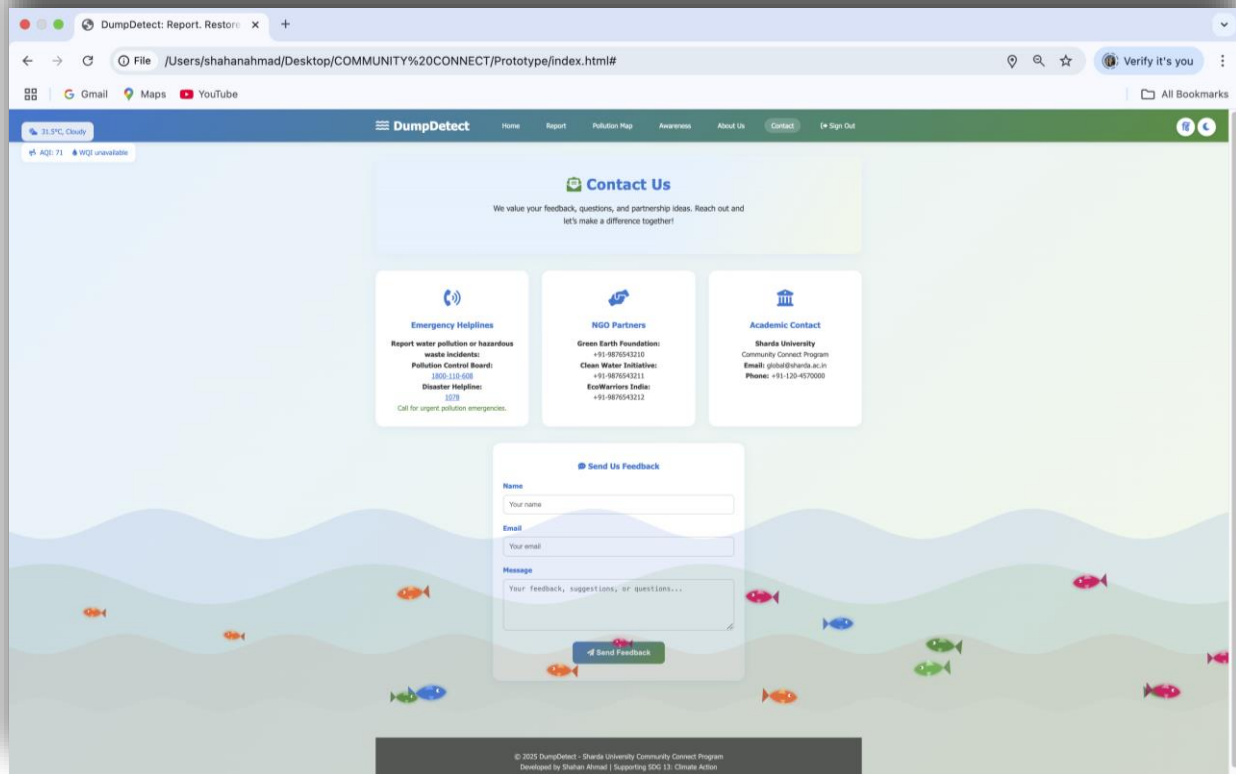 DumpDetect: Report. Restore
File /Users/shahanahmad/Desktop/COMMUNITY%20CONNECT/Prototype/index.html#
Verify it's you
Gmail Maps YouTube
All Bookmarks
31.5°C, Cloudy
DumpDetect Home Report Pollution Map Awareness About Us Contact Sign Out
AQI: 71 WQI unavailable
Contact Us
We value your feedback, questions, and partnership ideas. Reach out and
let's make a difference together!
Emergency Helplines
Report water pollution or hazardous
waste incidents:
Pollution Control Board:
1800-110-608
Disaster Helpline:
1078
Call for urgent pollution emergencies.
NGO Partners
Green Earth Foundation:
+91-9876543210
Clean Water Initiative:
+91-9876543211
EcoWarriors India:
+91-9876543212
Academic Contact
Sharda University
Community Connect Program
Email: global@sharda.ac.in
Phone: +91-120-4570000
Send Us Feedback
Name
Your name
Email
Your email
Message
Your feedback, suggestions, or questions...
Send Feedback
© 2025 DumpDetect - Sharda University Community Connect Program
Developed by Shahan Ahmad | Supporting SDG 13: Climate Action